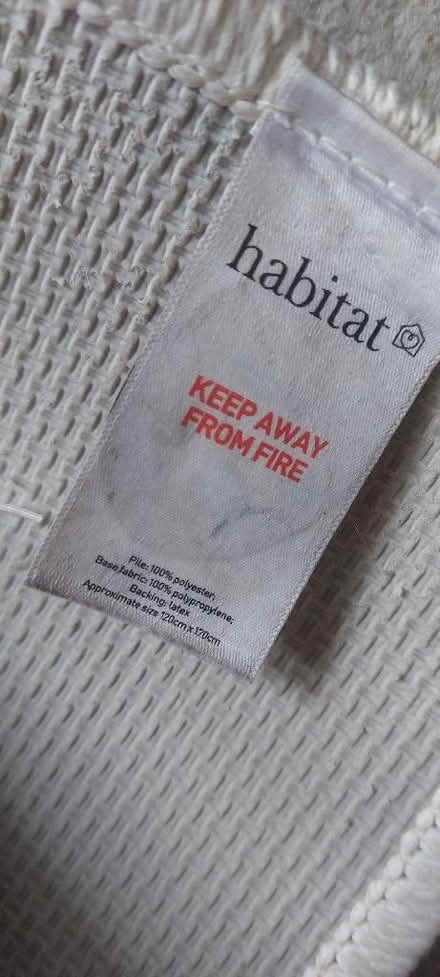 habitat
KEEP AWAY
FROM FIRE
Pile: 100% polyester;
Base fabric: 100% polypropylene;
Backing: latex
Approximate size 120cm x 170cm